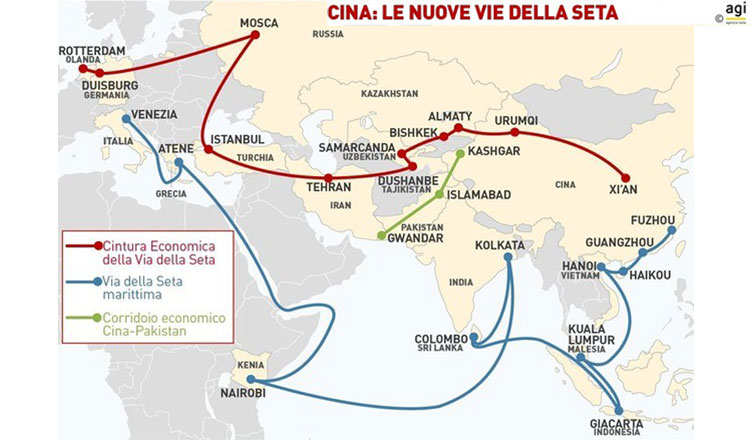 CINA: LE NUOVE VIE DELLA SETA
agi
©
MOSCA
RUSSIA
ROTTERDAM
OLANDA
DUISBURG
GERMANIA
VENEZIA
ITALIA
ATENE
GRECIA
ISTANBUL
TURCHIA
KAZAKHSTAN
ALMATY
URUMQI
BISHKEK
SAMARCANDA
UZBEKISTAN
KASHGAR
DUSHANBE
TAJIKISTAN
TEHRAN
IRAN
ISLAMABAD
CINA
XI'AN
PAKISTAN
GWANDAR
FUZHOU
GUANGZHOU
KOLKATA
HANOI
VIETNAM
HAIKOU
INDIA
Cintura Economica
della Via della Seta
Via della Seta
marittima
Corridoio economico
Cina-Pakistan
COLOMBO
SRI LANKA
KUALA
LUMPUR
MALESIA
KENIA
NAIROBI
GIACARTA
INDONESIA